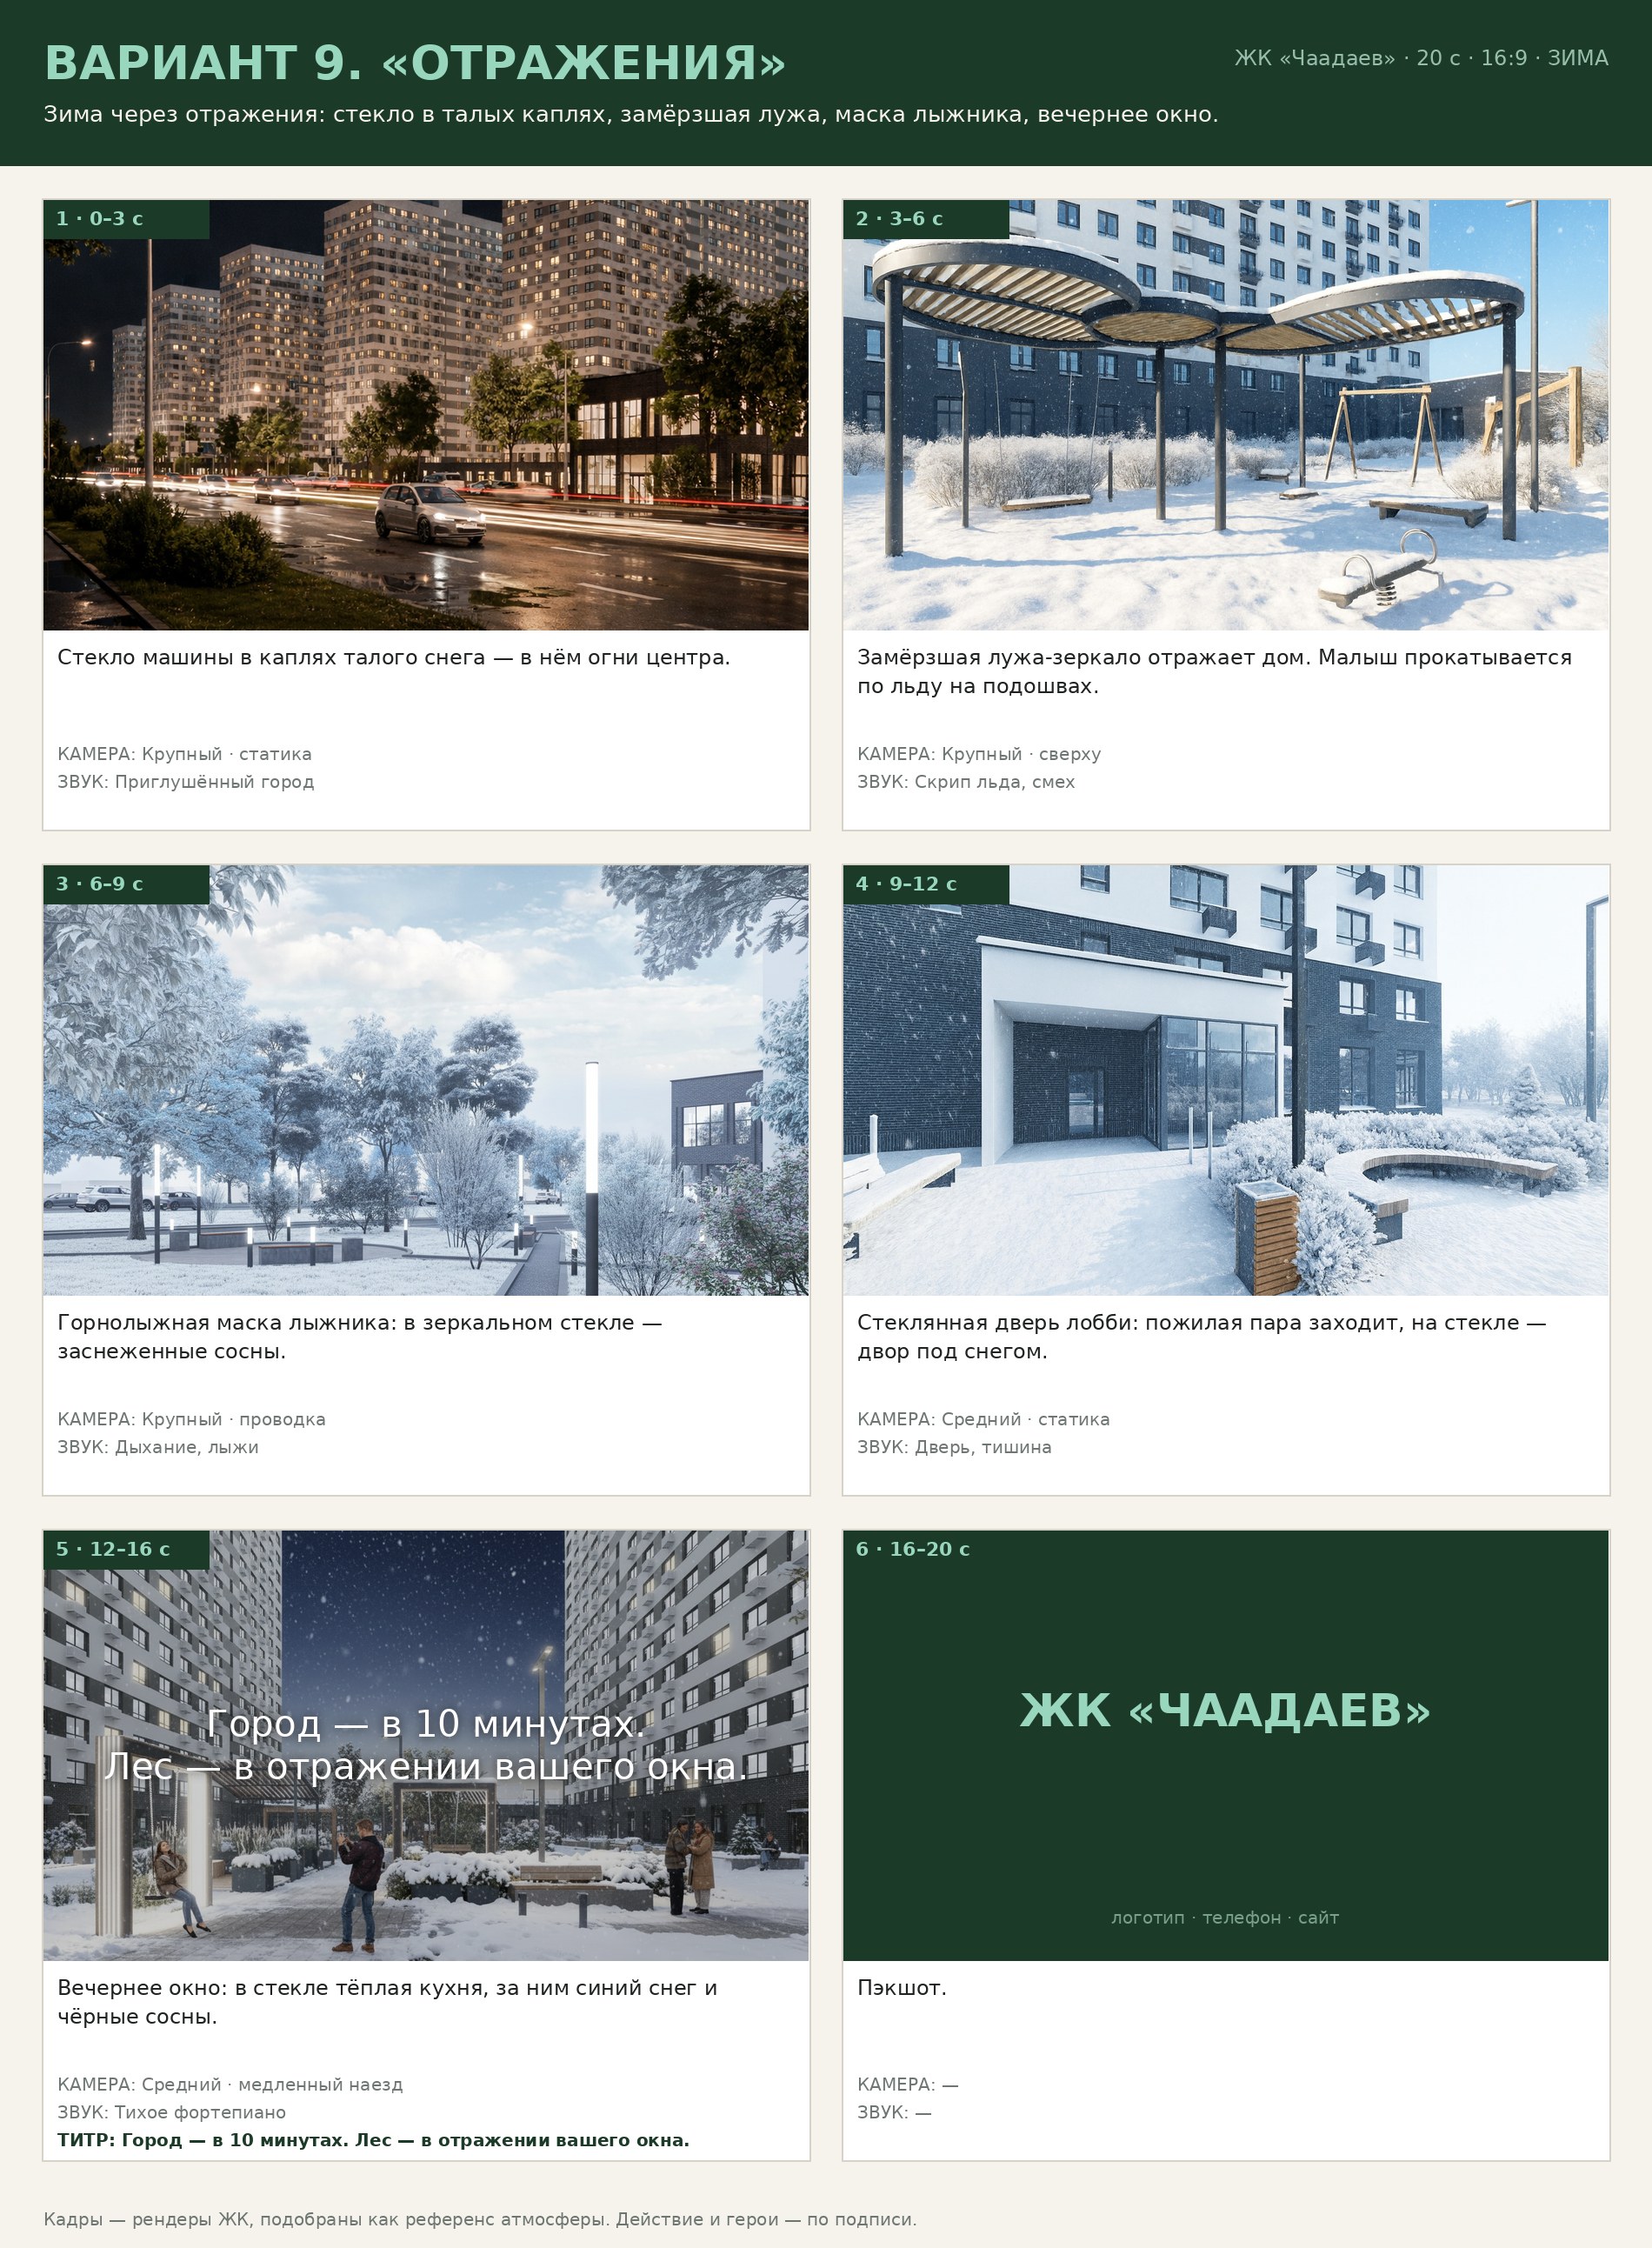 ВАРИАНТ 9. «ОТРАЖЕНИЯ»
ЖК «Чаадаев» · 20 с · 16:9 · ЗИМА
Зима через отражения: стекло в талых каплях, замёрзшая лужа, маска лыжника, вечернее окно.
1 · 0–3 с
Стекло машины в каплях талого снега — в нём огни центра.
КАМЕРА: Крупный · статика
ЗВУК: Приглушённый город
2 · 3–6 с
Замёрзшая лужа-зеркало отражает дом. Малыш прокатывается
по льду на подошвах.
КАМЕРА: Крупный · сверху
ЗВУК: Скрип льда, смех
3 · 6–9 с
Горнолыжная маска лыжника: в зеркальном стекле —
заснеженные сосны.
КАМЕРА: Крупный · проводка
ЗВУК: Дыхание, лыжи
4 · 9–12 с
Стеклянная дверь лобби: пожилая пара заходит, на стекле —
двор под снегом.
КАМЕРА: Средний · статика
ЗВУК: Дверь, тишина
5 · 12–16 с
Город — в 10 минутах.
Лес — в отражении вашего окна.
Вечернее окно: в стекле тёплая кухня, за ним синий снег и
чёрные сосны.
КАМЕРА: Средний · медленный наезд
ЗВУК: Тихое фортепиано
ТИТР: Город — в 10 минутах. Лес — в отражении вашего окна.
6 · 16–20 с
ЖК «ЧААДАЕВ»
логотип · телефон · сайт
Пэкшот.
КАМЕРА: —
ЗВУК: —
Кадры — рендеры ЖК, подобраны как референс атмосферы. Действие и герои — по подписи.